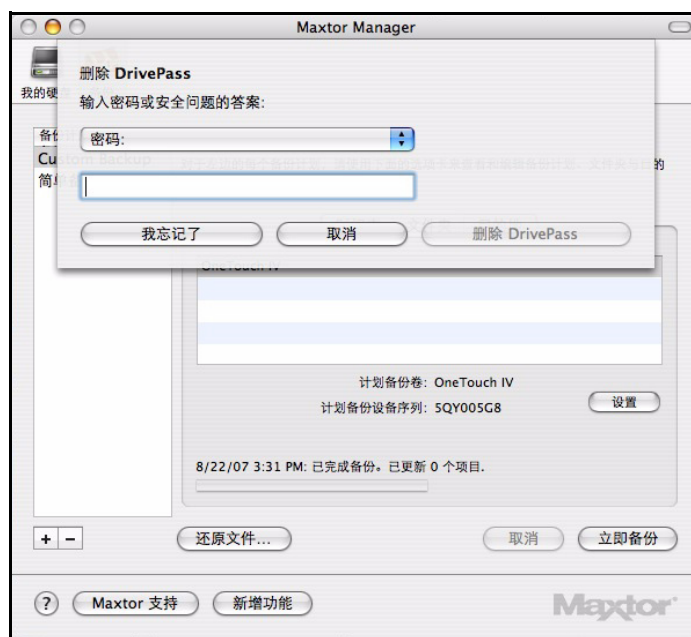 Maxtor Manager
删除 DrivePass
我的硬
输入密码或安全问题的答案:
密码:
备份
Custom Backup
简单
的
我忘记了
取消
删除 DrivePass
OneTouch IV
计划备份卷: OneTouch IV
计划备份设备序列: 5QY005G8
设置
8/22/07 3:31 PM: 已完成备份。已更新 0 个项目.
+ −
还原文件...
取消
立即备份
?
Maxtor 支持
新增功能
Maxtor